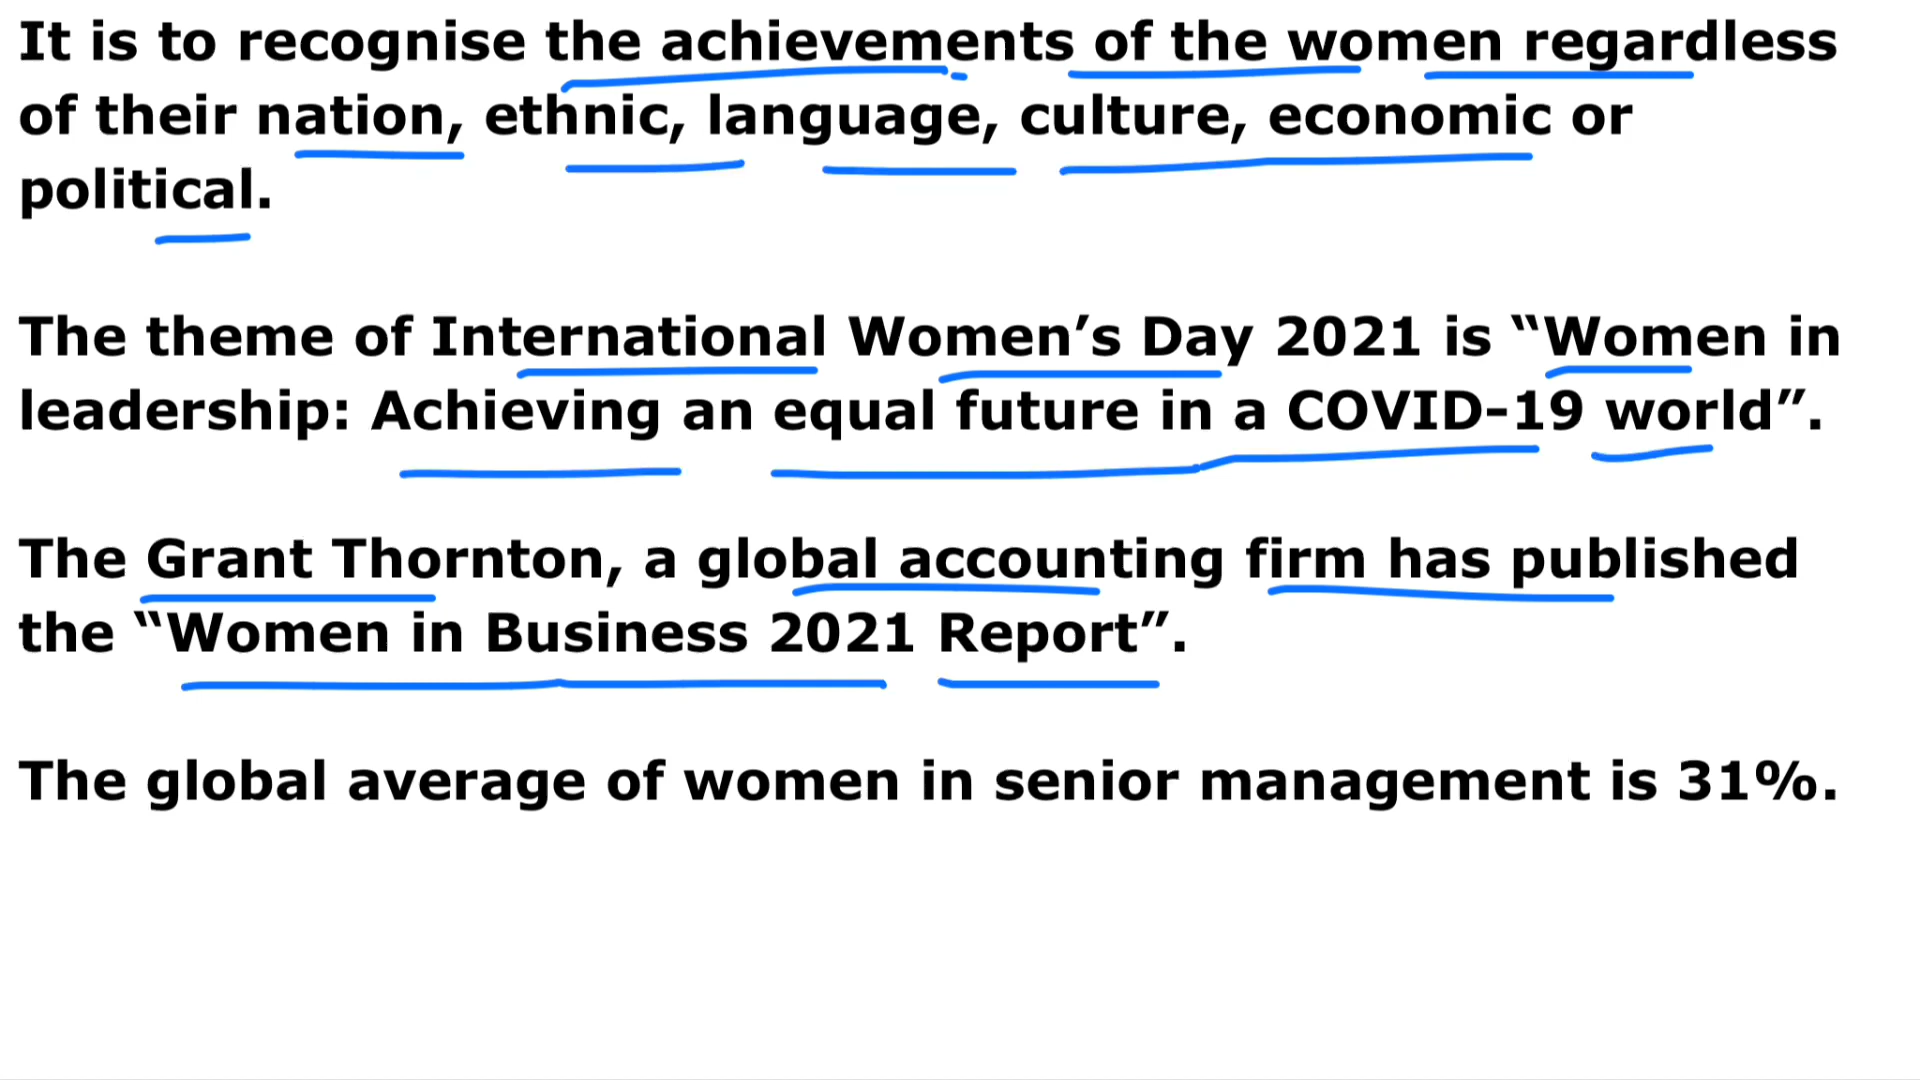 It is to recognise the achievements of the women regardless
of their nation, ethnic, language, culture, economic or
political.
The theme of International Women’s Day 2021 is “Women in
leadership: Achieving an equal future in a COVID-19 world”.
The Grant Thornton, a global accounting firm has published
the “Women in Business 2021 Report”.
The global average of women in senior management is 31%.